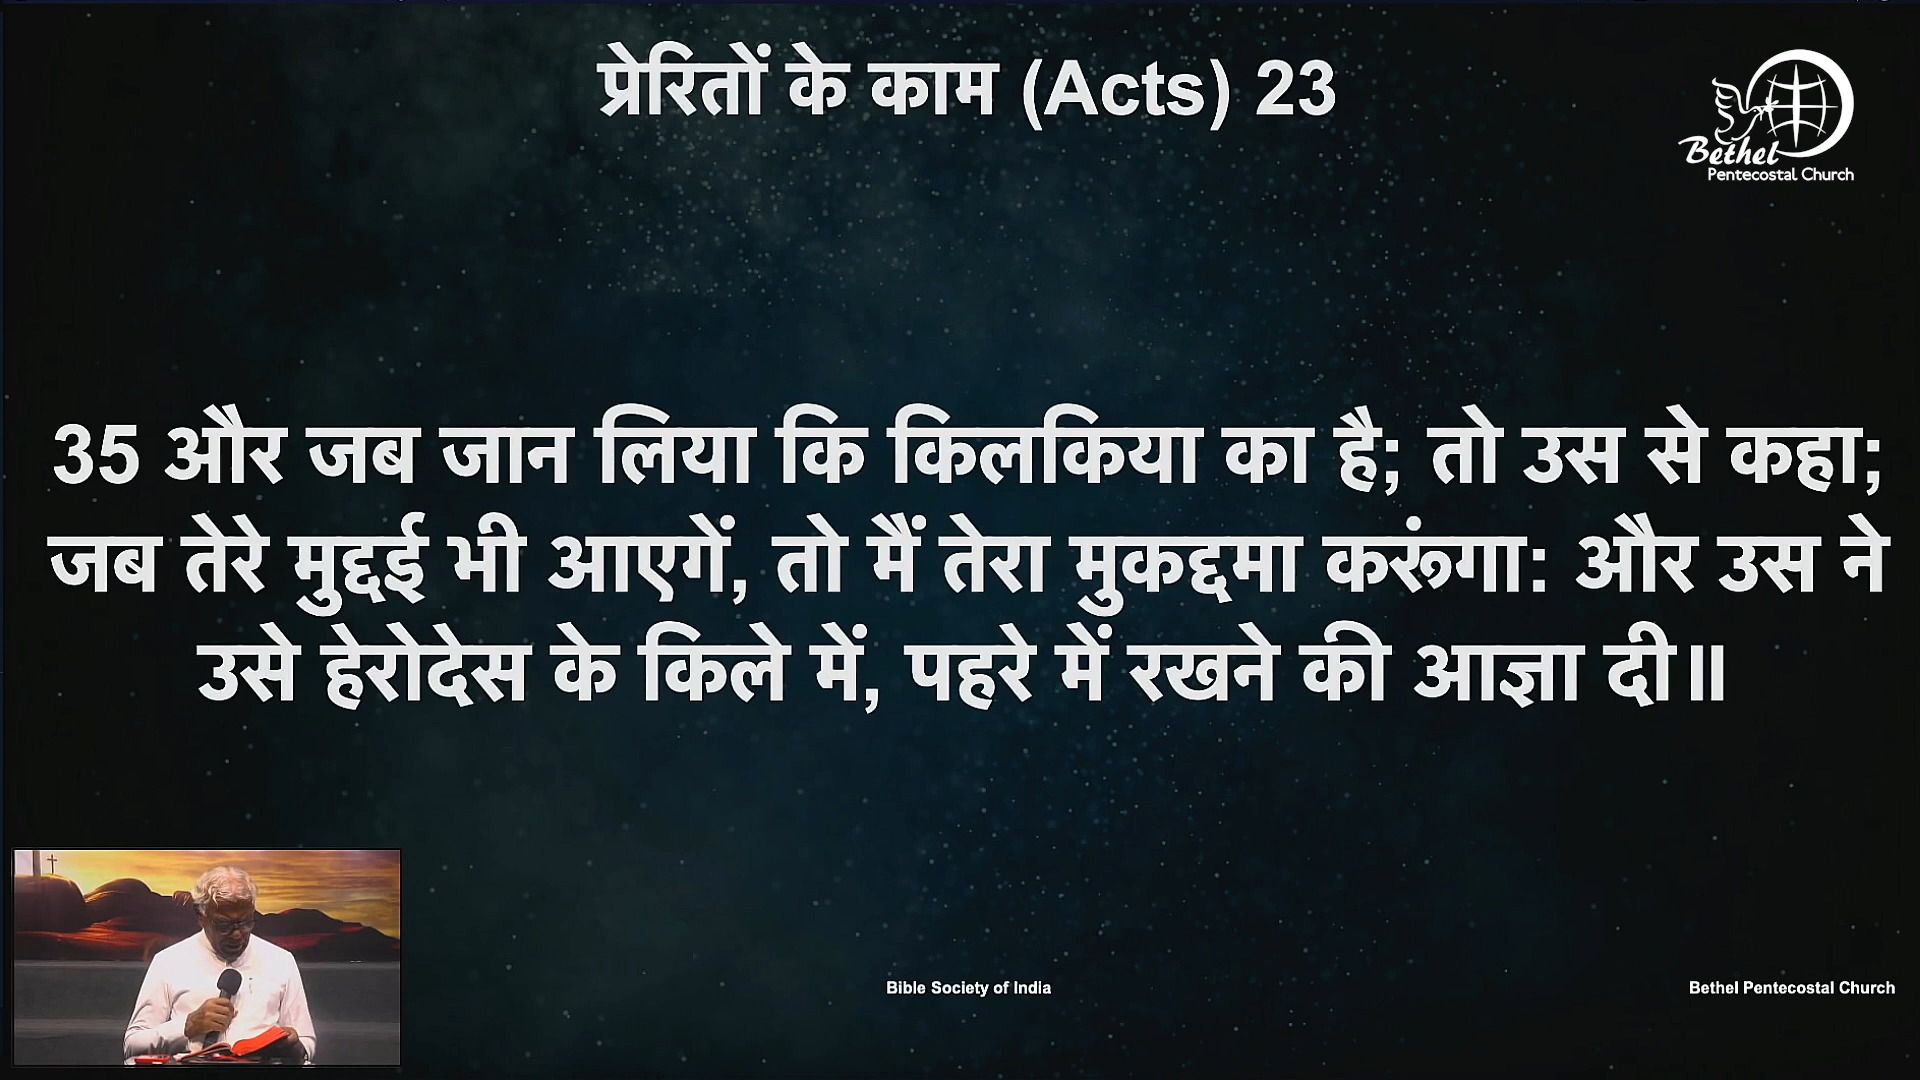 प्रेरितों के काम (Acts) 23
Bethel
Pentecostal Church
35 और जब जान लिया कि किलकिया का है; तो उस से कहा;
जब तेरे मुद्दई भी आएगें, तो मैं तेरा मुकद्दमा करूंगा: और उस ने
उसे हेरोदेस के किले में, पहरे में रखने की आज्ञा दी॥
Bible Society of India
Bethel Pentecostal Church